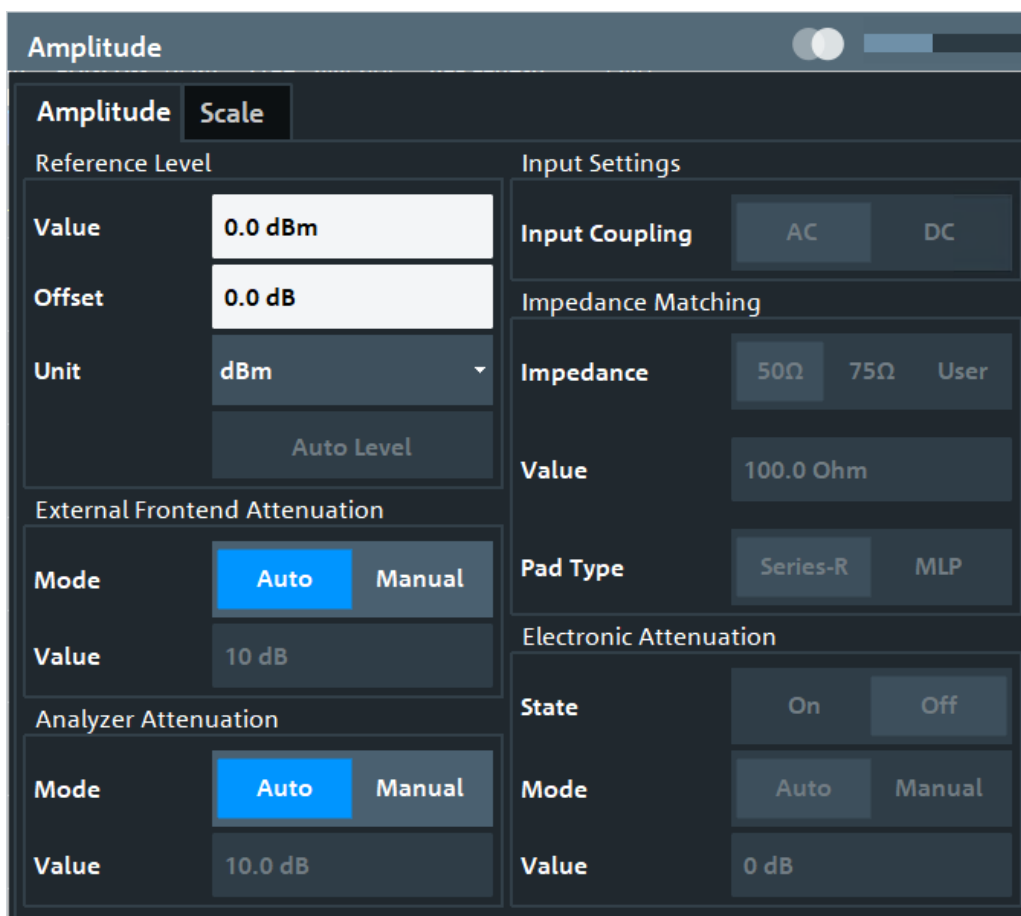 Amplitude
Amplitude Scale
Reference Level
Value 0.0 dBm
Offset 0.0 dB
Unit dBm
Auto Level
External Frontend Attenuation
Mode Auto Manual
Value 10 dB
Analyzer Attenuation
Mode Auto Manual
Value 10.0 dB
Input Settings
Input Coupling AC DC
Impedance Matching
Impedance 50Ω 75Ω User
Value 100.0 Ohm
Pad Type Series-R MLP
Electronic Attenuation
State On Off
Mode Auto Manual
Value 0 dB